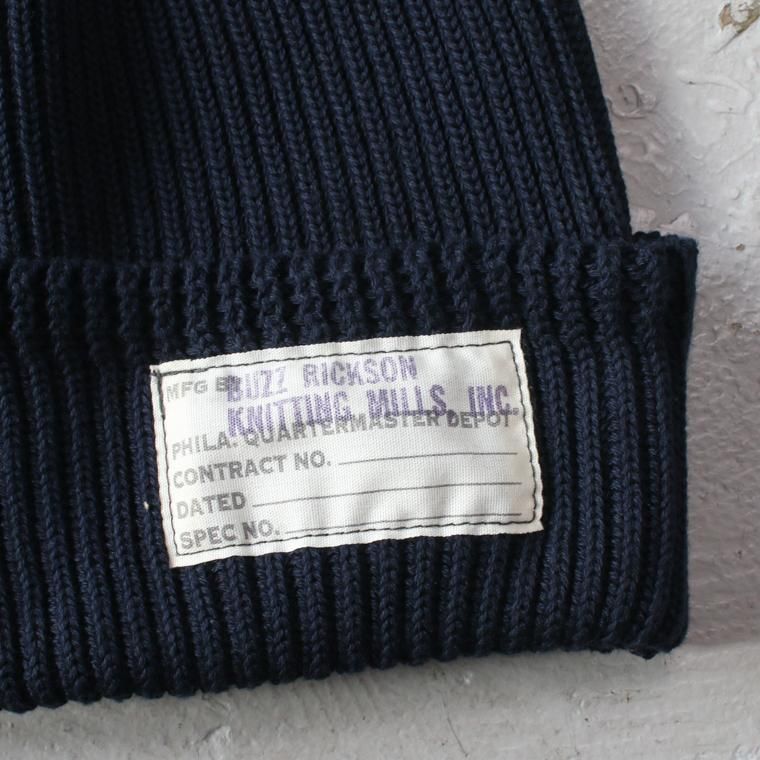 MFG BY BUZZ RICKSON
KNITTING MILLS, INC.
PHILA. QUARTERMASTER DEPOT
CONTRACT NO.
DATED
SPEC NO.